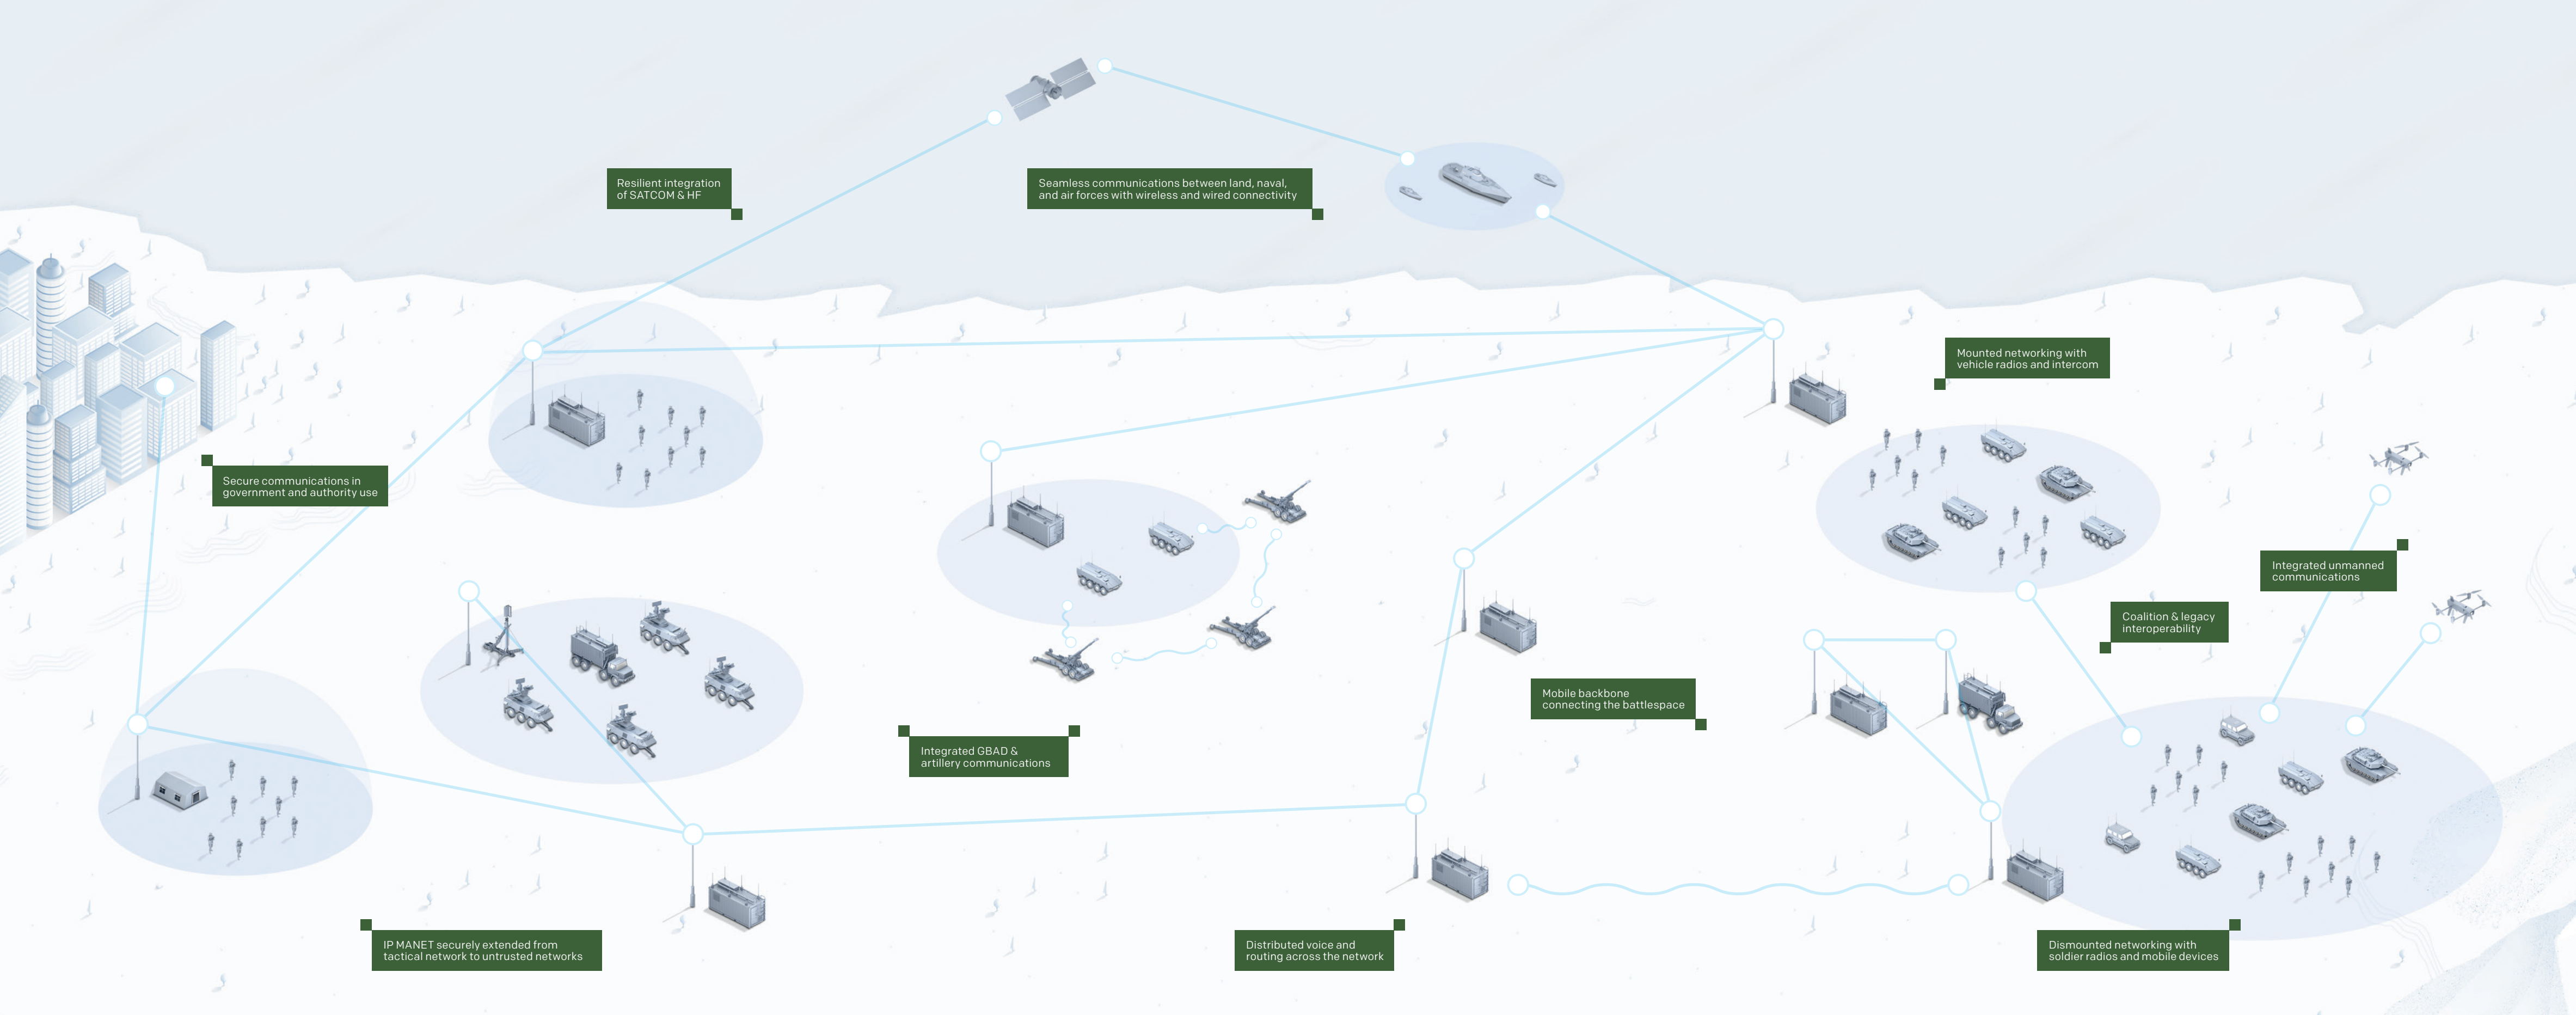 Resilient integration
of SATCOM & HF
Seamless communications between land, naval,
and air forces with wireless and wired connectivity
Mounted networking with
vehicle radios and intercom
Secure communications in
government and authority use
Integrated unmanned
communications
Coalition & legacy
interoperability
Mobile backbone
connecting the battlespace
Integrated GBAD &
artillery communications
IP MANET securely extended from
tactical network to untrusted networks
Distributed voice and
routing across the network
Dismounted networking with
soldier radios and mobile devices